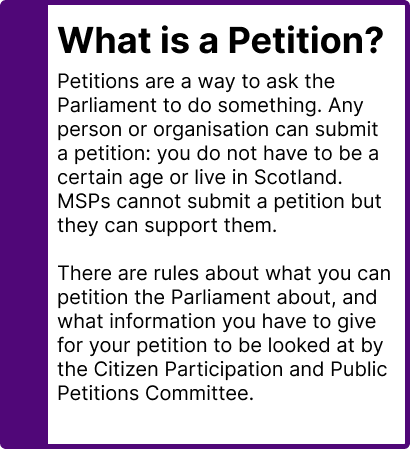 What is a Petition?
Petitions are a way to ask the
Parliament to do something. Any
person or organisation can submit
a petition: you do not have to be a
certain age or live in Scotland.
MSPs cannot submit a petition but
they can support them.
There are rules about what you can
petition the Parliament about, and
what information you have to give
for your petition to be looked at by
the Citizen Participation and Public
Petitions Committee.